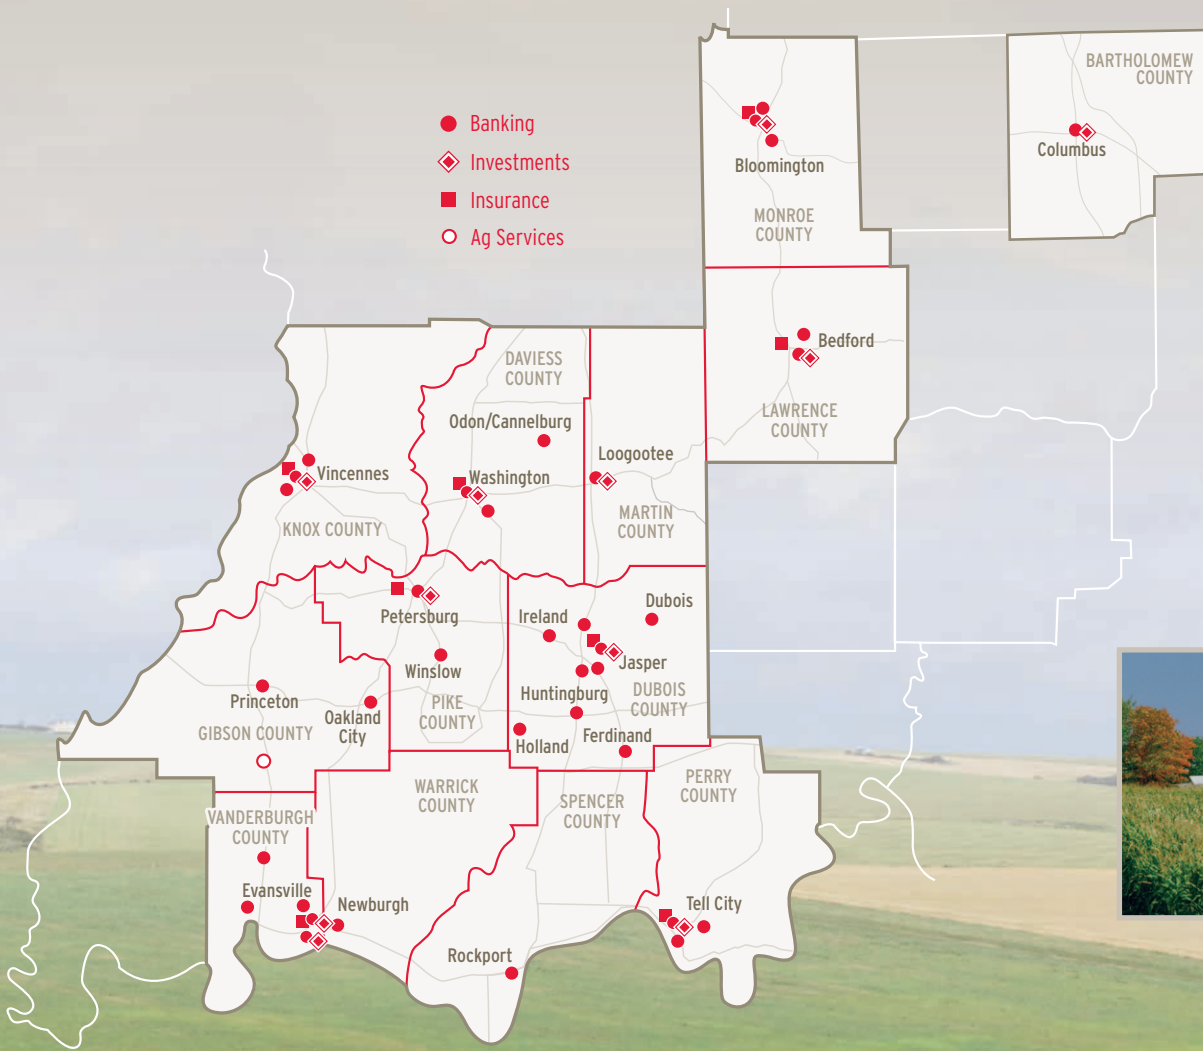 BARTHOLOMEW
COUNTY
Columbus
Banking
Investments
Insurance
Ag Services
Bloomington
MONROE
COUNTY
Bedford
LAWRENCE
COUNTY
DAVIESS
COUNTY
Odon/Cannelburg
Washington
Loogootee
MARTIN
COUNTY
Vincennes
KNOX COUNTY
Petersburg
Winslow
PIKE
COUNTY
Ireland
Dubois
Jasper
Huntingburg
DUBOIS
COUNTY
Holland
Ferdinand
Princeton
Oakland
City
GIBSON COUNTY
WARRICK
COUNTY
SPENCER
COUNTY
PERRY
COUNTY
VANDERBURGH
COUNTY
Evansville
Newburgh
Rockport
Tell City